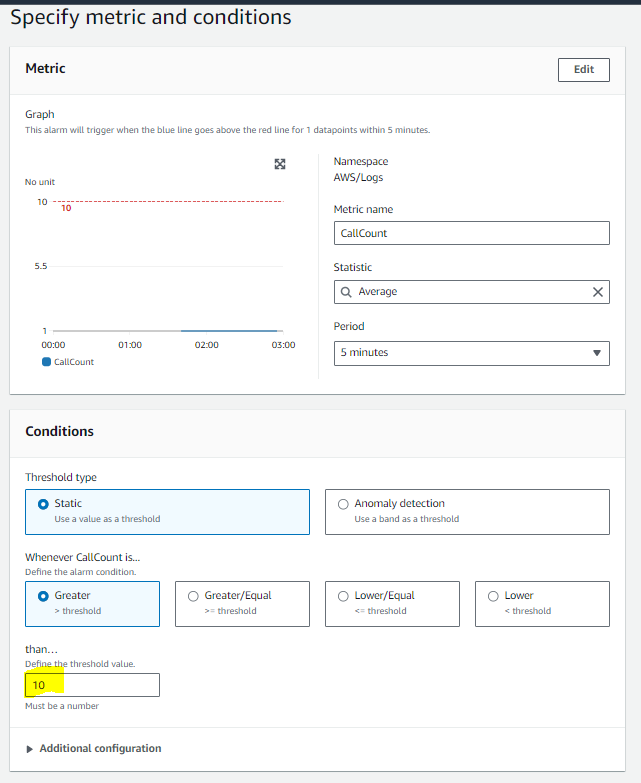 Specify metric and conditions
Metric
Edit
Graph
This alarm will trigger when the blue line goes above the red line for 1 datapoints within 5 minutes.
No unit
10
10
5.5
1
00:00 01:00 02:00 03:00
CallCount
Namespace
AWS/Logs
Metric name
CallCount
Statistic
Average
Period
5 minutes
Conditions
Threshold type
Static
Use a value as a threshold
Anomaly detection
Use a band as a threshold
Whenever CallCount is...
Define the alarm condition.
Greater
> threshold
Greater/Equal
>= threshold
Lower/Equal
<= threshold
Lower
< threshold
than...
Define the threshold value.
10
Must be a number
Additional configuration